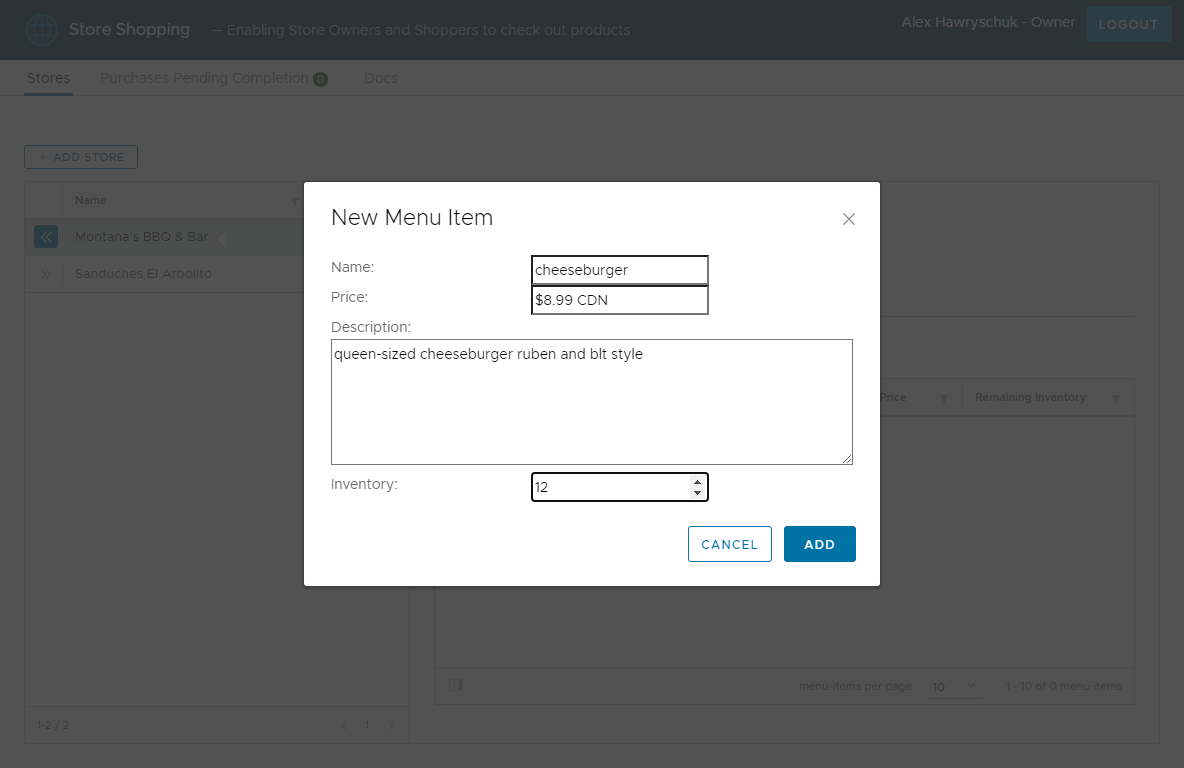 Store Shopping — Enabling Store Owners and Shoppers to check out products
Alex Hawryschuk - Owner LOGOUT
Stores Purchases Pending Completion 0 Docs
+ ADD STORE
Name
Montana's BBQ & Bar
Sanduches El Arbolito
New Menu Item
Name: cheeseburger
Price: $8.99 CDN
Description:
queen-sized cheeseburger ruben and blt style
Inventory: 12
CANCEL ADD
Price Remaining Inventory
menu-items per page 10 1 - 10 of 0 menu-items
1-2 / 2 1